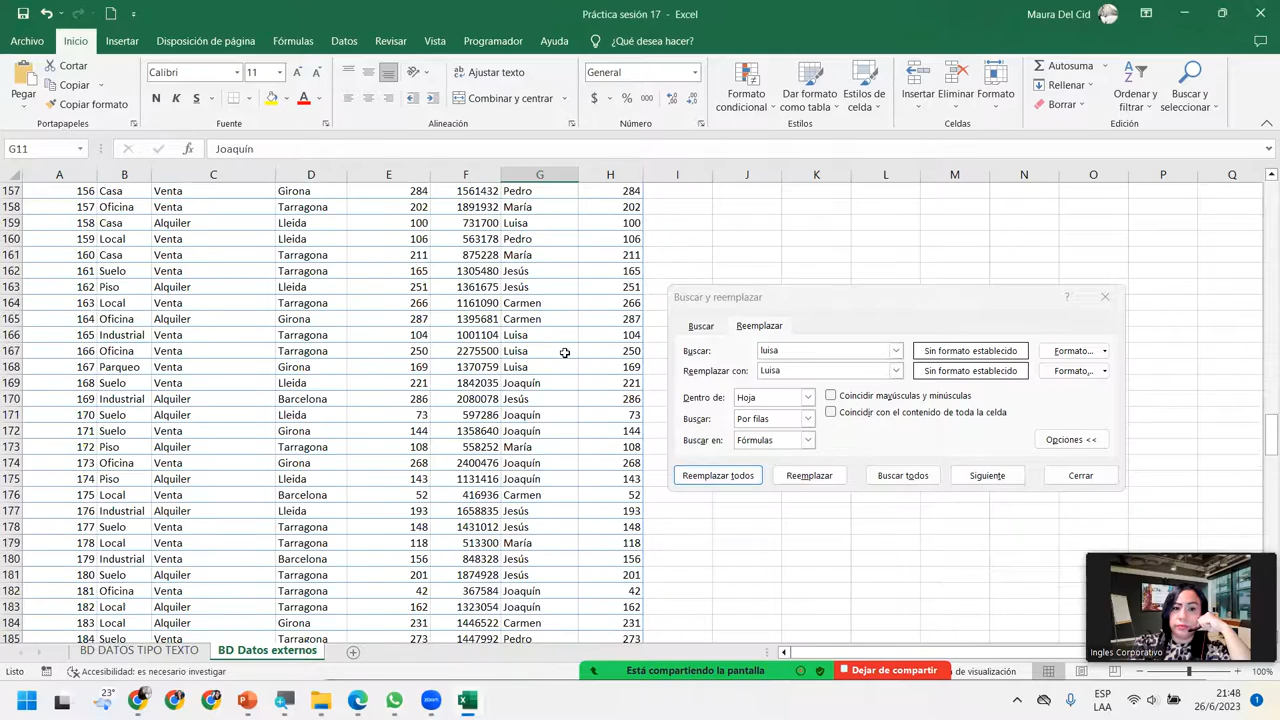 Práctica sesión 17 - Excel
Maura Del Cid
Archivo Inicio Insertar Disposición de página Fórmulas Datos Revisar Vista Programador Ayuda ¿Qué desea hacer?
Pegar
Cortar
Copiar
Copiar formato
Portapapeles
Calibri 11
N K S
Fuente
Ajustar texto
Combinar y centrar
Alineación
General
$ % 000
Número
Formato condicional
Dar formato como tabla
Estilos de celda
Estilos
Insertar Eliminar Formato
Celdas
Autosuma
Rellenar
Borrar
Ordenar y filtrar
Buscar y seleccionar
Edición
G11 fx Joaquín
A B C D E F G H I J K L M N O P Q
157 156 Casa Venta Girona 284 1561432 Pedro 284
158 157 Oficina Venta Tarragona 202 1891932 María 202
159 158 Casa Alquiler Lleida 100 731700 Luisa 100
160 159 Local Venta Lleida 106 563178 Pedro 106
161 160 Casa Venta Tarragona 211 875228 María 211
162 161 Suelo Venta Tarragona 165 1305480 Jesús 165
163 162 Piso Alquiler Lleida 251 1361675 Jesús 251
164 163 Local Venta Tarragona 266 1161090 Carmen 266
165 164 Oficina Alquiler Girona 287 1395681 Carmen 287
166 165 Industrial Venta Tarragona 104 1001104 Luisa 104
167 166 Oficina Venta Tarragona 250 2275500 Luisa 250
168 167 Parqueo Venta Girona 169 1370759 Luisa 169
169 168 Suelo Venta Lleida 221 1842035 Joaquín 221
170 169 Industrial Alquiler Barcelona 286 2080078 Jesús 286
171 170 Suelo Alquiler Lleida 73 597286 Joaquín 73
172 171 Suelo Venta Girona 144 1358640 Joaquín 144
173 172 Piso Alquiler Tarragona 108 558252 María 108
174 173 Oficina Venta Girona 268 2400476 Joaquín 268
175 174 Piso Alquiler Lleida 143 1131416 Joaquín 143
176 175 Local Venta Barcelona 52 416936 Carmen 52
177 176 Industrial Alquiler Lleida 193 1658835 Jesús 193
178 177 Suelo Venta Tarragona 148 1431012 Jesús 148
179 178 Local Alquiler Tarragona 118 513300 María 118
180 179 Industrial Venta Barcelona 156 848328 Jesús 156
181 180 Suelo Alquiler Tarragona 201 1874928 Jesús 201
182 181 Oficina Venta Tarragona 42 367584 Joaquín 42
183 182 Local Alquiler Tarragona 162 1323054 Joaquín 162
184 183 Local Alquiler Girona 231 1446522 Carmen 231
185 184 Suelo Venta Tarragona 273 1447992 Pedro 273
Buscar y reemplazar ?
Buscar Reemplazar
Buscar: luisa Sin formato establecido Formato...
Reemplazar con: Luisa Sin formato establecido Formato...
Dentro de: Hoja Coincidir mayúsculas y minúsculas
Buscar: Por filas Coincidir con el contenido de toda la celda
Buscar en: Fórmulas Opciones <<
Reemplazar todos Reemplazar Buscar todos Siguiente Cerrar
Ingles Corporativo
BD DATOS TIPO TEXTO BD Datos externos
Listo Accesibilidad: es necesario investigar Está compartiendo la pantalla Dejar de compartir n de visualización 100%
23° zoom ESP LAA 21:48 26/6/2023 1